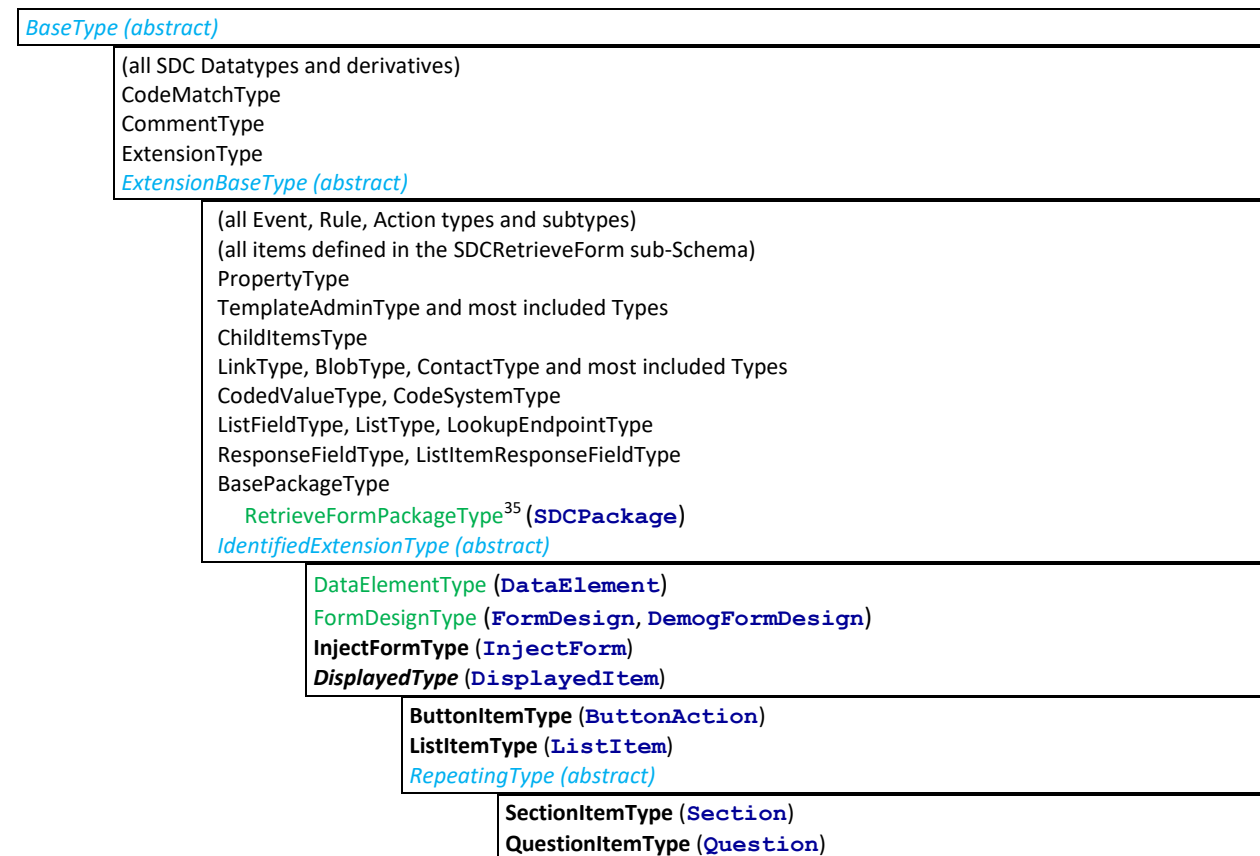 BaseType (abstract)
(all SDC Datatypes and derivatives)
CodeMatchType
CommentType
ExtensionType
ExtensionBaseType (abstract)
(all Event, Rule, Action types and subtypes)
(all items defined in the SDCRetrieveForm sub-Schema)
PropertyType
TemplateAdminType and most included Types
ChildItemsType
LinkType, BlobType, ContactType and most included Types
CodedValueType, CodeSystemType
ListFieldType, ListType, LookupEndpointType
ResponseFieldType, ListItemResponseFieldType
BasePackageType
RetrieveFormPackageType35 (SDCPackage)
IdentifiedExtensionType (abstract)
DataElementType (DataElement)
FormDesignType (FormDesign, DemogFormDesign)
InjectFormType (InjectForm)
DisplayedType (DisplayedItem)
ButtonItemType (ButtonAction)
ListItemType (ListItem)
RepeatingType (abstract)
SectionItemType (Section)
QuestionItemType (Question)